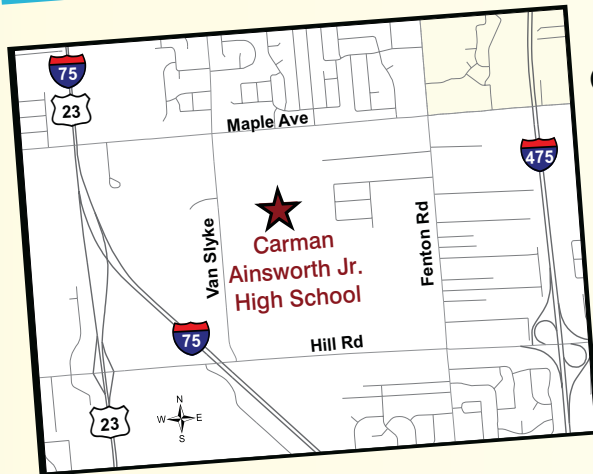 75
23
Maple Ave
475
Van Slyke
Fenton Rd
Carman
Ainsworth Jr.
High School
75
Hill Rd
23
N
W E
S